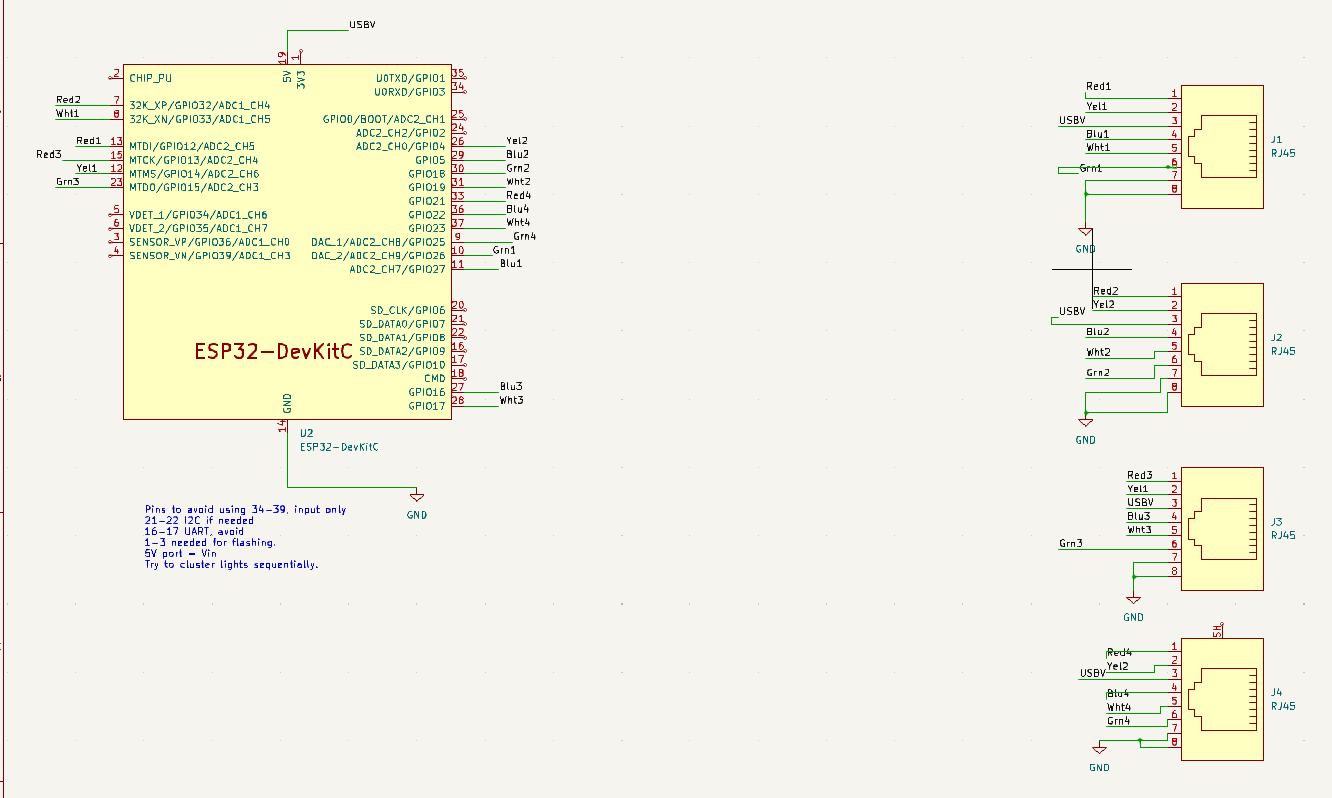 USBV
19
1
5V
3V3
2 CHIP_PU
U0TXD/GPIO1 35
U0RXD/GPIO3 34
Red2 7 32K_XP/GPIO32/ADC1_CH4
Wht1 8 32K_XN/GPIO33/ADC1_CH5
GPIO0/BOOT/ADC2_CH1 25
ADC2_CH2/GPIO2 24
Red1 13 MTDI/GPIO12/ADC2_CH5
ADC2_CH0/GPIO4 26 Yel2
Red3 15 MTCK/GPIO13/ADC2_CH4
GPIO5 29 Blu2
Yel1 12 MTMS/GPIO14/ADC2_CH6
GPIO18 30 Grn2
Grn3 23 MTDO/GPIO15/ADC2_CH3
GPIO19 31 Wht2
GPIO21 33 Red4
5 VDET_1/GPIO34/ADC1_CH6
GPIO22 36 Blu4
6 VDET_2/GPIO35/ADC1_CH7
GPIO23 37 Wht4
3 SENSOR_VP/GPIO36/ADC1_CH0
DAC_1/ADC2_CH8/GPIO25 9 Grn4
4 SENSOR_VN/GPIO39/ADC1_CH3
DAC_2/ADC2_CH9/GPIO26 10 Grn1
ADC2_CH7/GPIO27 11 Blu1
SD_CLK/GPIO6 20
SD_DATA0/GPIO7 21
SD_DATA1/GPIO8 22
SD_DATA2/GPIO9 16
SD_DATA3/GPIO10 17
CMD 18
GPIO16 27 Blu3
GPIO17 28 Wht3
ESP32-DevKitC
GND
14
U2
ESP32-DevKitC
GND
Pins to avoid using 34-39, input only
21-22 I2C if needed
16-17 UART, avoid
1-3 needed for flashing.
5V port = Vin
Try to cluster lights sequentially.
Red1 1
Yel1 2
USBV 3
Blu1 4
Wht1 5
Grn1 6
7
8
J1
RJ45
GND
Red2 1
Yel2 2
USBV 3
Blu2 4
Wht2 5
Grn2 6
7
8
J2
RJ45
GND
Red3 1
Yel1 2
USBV 3
Blu3 4
Wht3 5
Grn3 6
7
8
J3
RJ45
GND
SH
Red4 1
Yel2 2
USBV 3
Blu4 4
Wht4 5
Grn4 6
7
8
J4
RJ45
GND